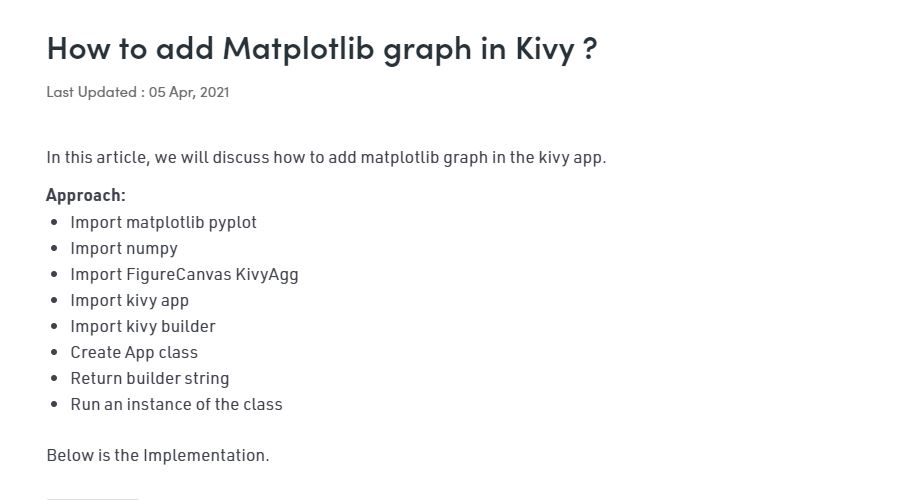 How to add Matplotlib graph in Kivy ?
Last Updated : 05 Apr, 2021
In this article, we will discuss how to add matplotlib graph in the kivy app.
Approach:
• Import matplotlib pyplot
• Import numpy
• Import FigureCanvas KivyAgg
• Import kivy app
• Import kivy builder
• Create App class
• Return builder string
• Run an instance of the class
Below is the Implementation.